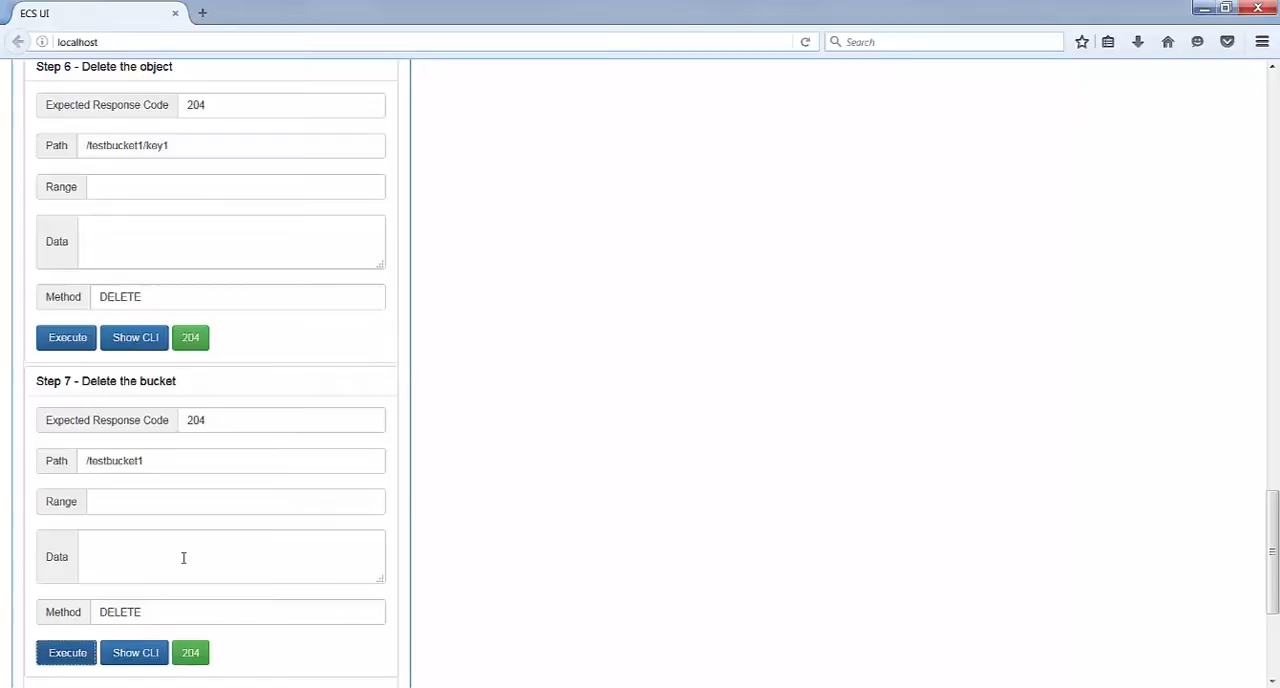 ECS UI
localhost
Search
Step 6 - Delete the object
Expected Response Code 204
Path /testbucket1/key1
Range
Data
Method DELETE
Execute Show CLI 204
Step 7 - Delete the bucket
Expected Response Code 204
Path /testbucket1
Range
Data
Method DELETE
Execute Show CLI 204